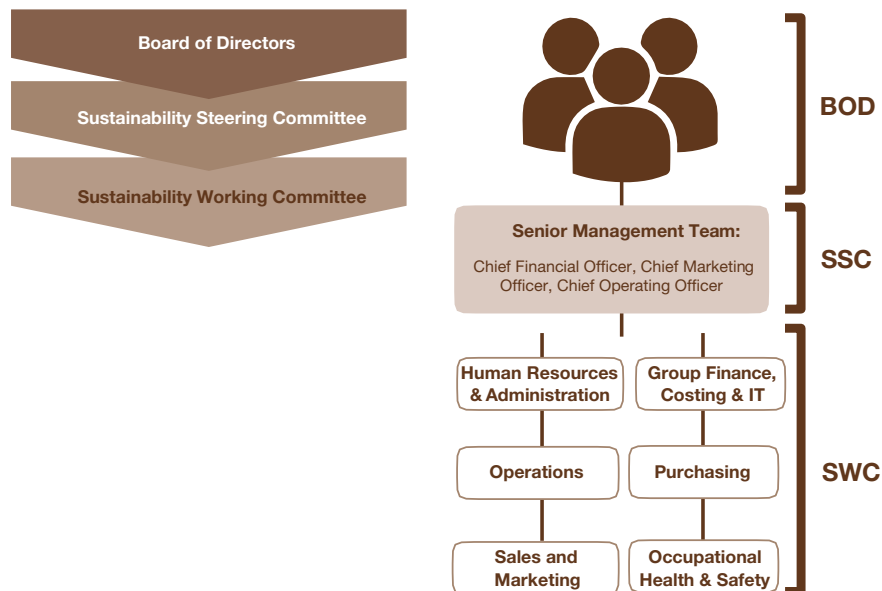 Board of Directors
Sustainability Steering Committee
Sustainability Working Committee
BOD
Senior Management Team:
Chief Financial Officer, Chief Marketing
Officer, Chief Operating Officer
SSC
Human Resources
& Administration
Group Finance,
Costing & IT
Operations
Purchasing
SWC
Sales and
Marketing
Occupational
Health & Safety